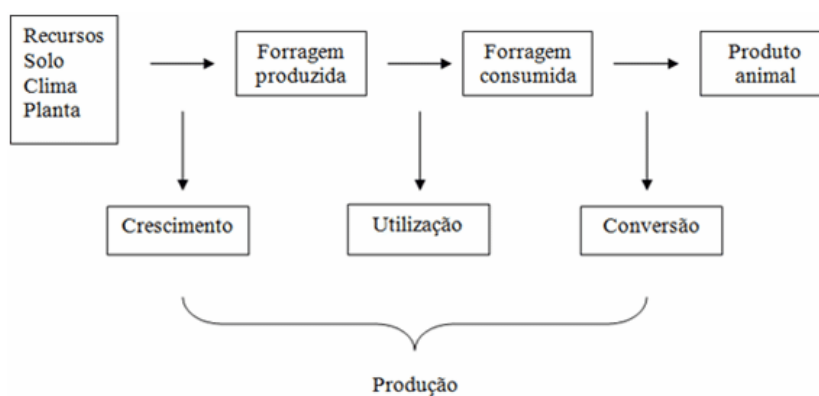 Recursos
Solo
Clima
Planta
Forragem
produzida
Forragem
consumida
Produto
animal
Crescimento
Utilização
Conversão
Produção